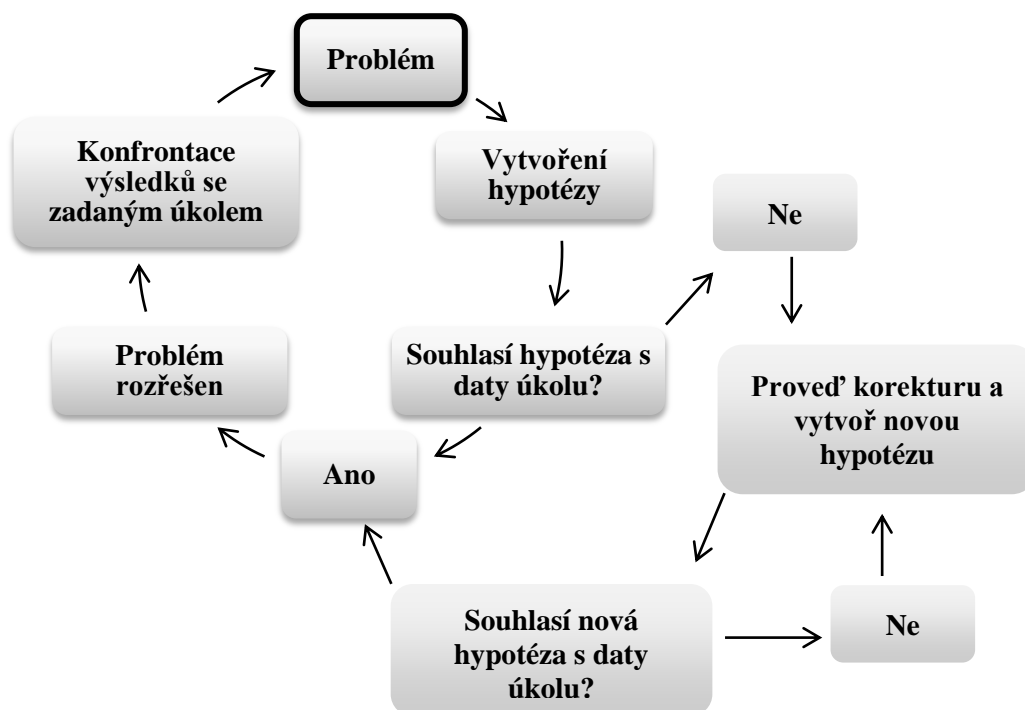 Problém
Konfrontace
výsledků se
zadaným úkolem
Vytvoření
hypotézy
Ne
Problém
rozřešen
Souhlasí hypotéza s
daty úkolu?
Proveď korekturu a
vytvoř novou
hypotézu
Ano
Souhlasí nová
hypotéza s daty
úkolu?
Ne